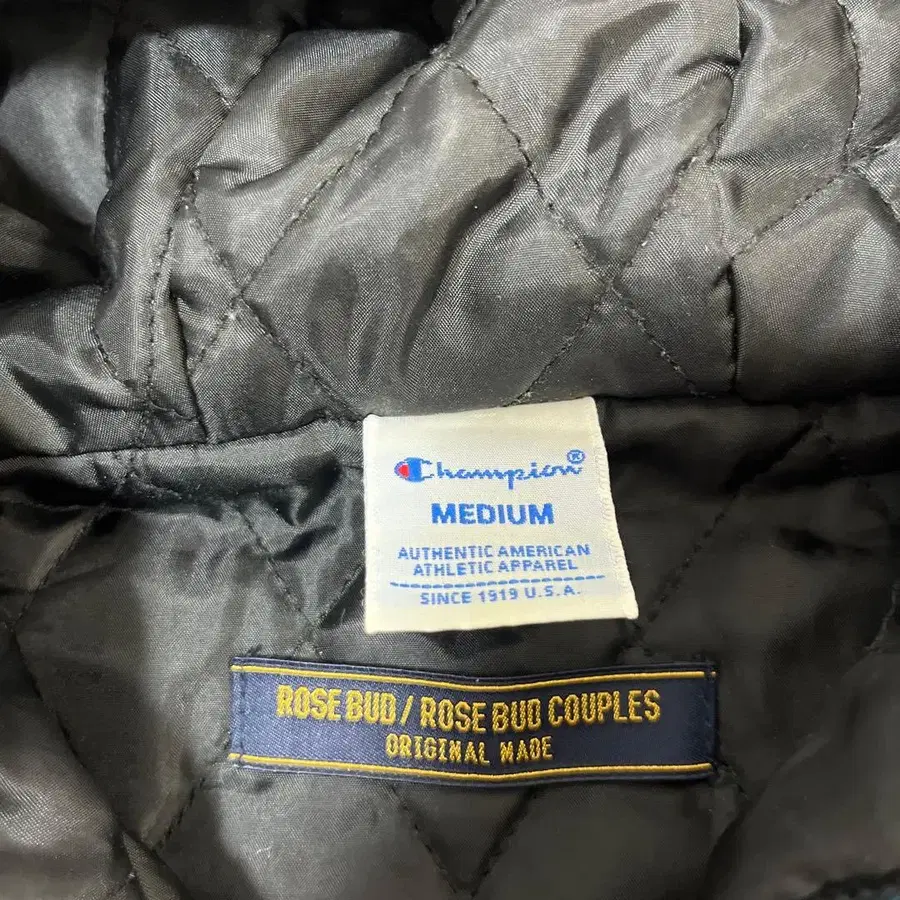 Champion®
MEDIUM
AUTHENTIC AMERICAN
ATHLETIC APPAREL
SINCE 1919 U.S.A.
ROSE BUD / ROSE BUD COUPLES
ORIGINAL MADE